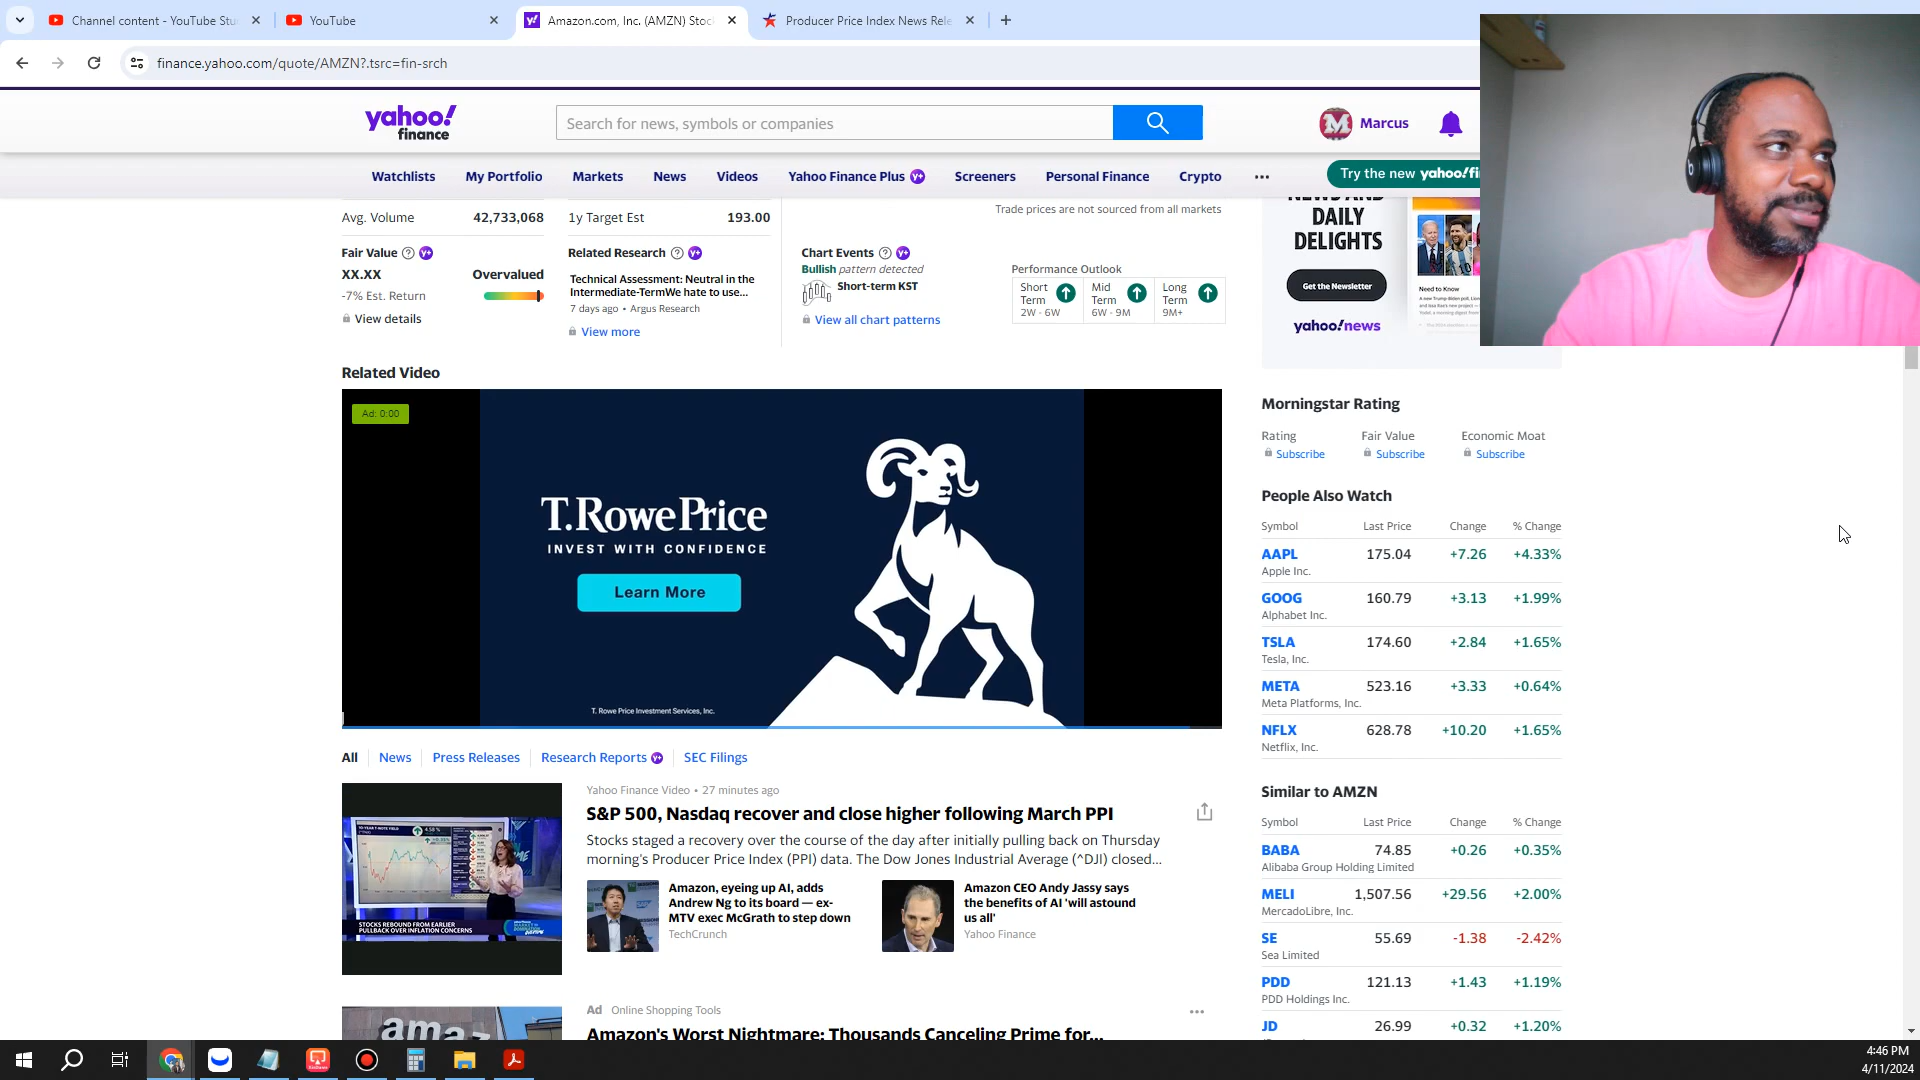 Channel content - YouTube Stu
YouTube
Amazon.com, Inc. (AMZN) Stoc
Producer Price Index News Rele
finance.yahoo.com/quote/AMZN?.tsrc=fin-srch
yahoo!
finance
Search for news, symbols or companies
Marcus
Watchlists
My Portfolio
Markets
News
Videos
Yahoo Finance Plus
Screeners
Personal Finance
Crypto
Try the new yahoo!fi
Avg. Volume 42,733,068
1y Target Est 193.00
Trade prices are not sourced from all markets
Fair Value
XX.XX Overvalued
-7% Est. Return
View details
Related Research
Technical Assessment: Neutral in the
Intermediate-TermWe hate to use...
7 days ago • Argus Research
View more
Chart Events
Bullish pattern detected
Short-term KST
View all chart patterns
Performance Outlook
Short
Term
2W - 6W
Mid
Term
6W - 9M
Long
Term
9M+
NEWS AND
DAILY
DELIGHTS
Get the Newsletter
yahoo!news
Need to Know
Related Video
Ad: 0:00
T.RowePrice
INVEST WITH CONFIDENCE
Learn More
T. Rowe Price Investment Services, Inc.
Morningstar Rating
Rating Fair Value Economic Moat
Subscribe Subscribe Subscribe
People Also Watch
Symbol Last Price Change % Change
AAPL 175.04 +7.26 +4.33%
Apple Inc.
GOOG 160.79 +3.13 +1.99%
Alphabet Inc.
TSLA 174.60 +2.84 +1.65%
Tesla, Inc.
META 523.16 +3.33 +0.64%
Meta Platforms, Inc.
NFLX 628.78 +10.20 +1.65%
Netflix, Inc.
Similar to AMZN
Symbol Last Price Change % Change
BABA 74.85 +0.26 +0.35%
Alibaba Group Holding Limited
MELI 1,507.56 +29.56 +2.00%
MercadoLibre, Inc.
SE 55.69 -1.38 -2.42%
Sea Limited
PDD 121.13 +1.43 +1.19%
PDD Holdings Inc.
JD 26.99 +0.32 +1.20%
All News Press Releases Research Reports SEC Filings
Yahoo Finance Video • 27 minutes ago
S&P 500, Nasdaq recover and close higher following March PPI
Stocks staged a recovery over the course of the day after initially pulling back on Thursday
morning's Producer Price Index (PPI) data. The Dow Jones Industrial Average (^DJI) closed...
STOCKS REBOUND FROM EARLIER
PULLBACK OVER INFLATION CONCERNS
Amazon, eyeing up AI, adds
Andrew Ng to its board — ex-
MTV exec McGrath to step down
TechCrunch
Amazon CEO Andy Jassy says
the benefits of AI 'will astound
us all'
Yahoo Finance
Ad Online Shopping Tools
Amazon's Worst Nightmare: Thousands Canceling Prime for...
amaz
4:46 PM
4/11/2024